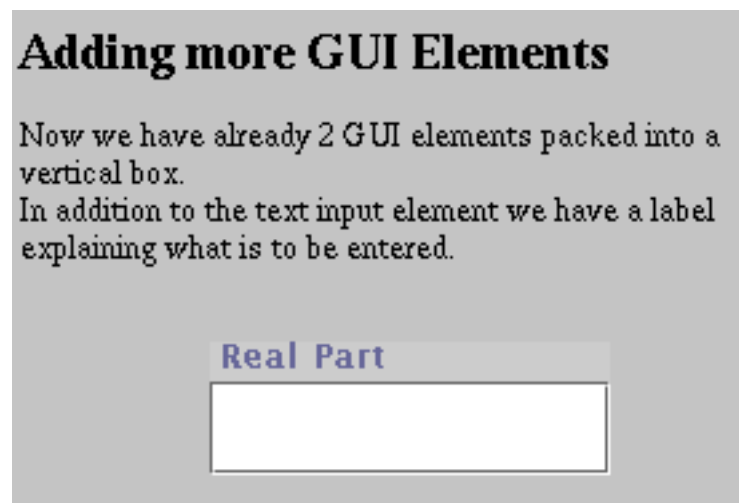 Adding more GUI Elements
Now we have already 2 GUI elements packed into a
vertical box.
In addition to the text input element we have a label
explaining what is to be entered.
Real Part